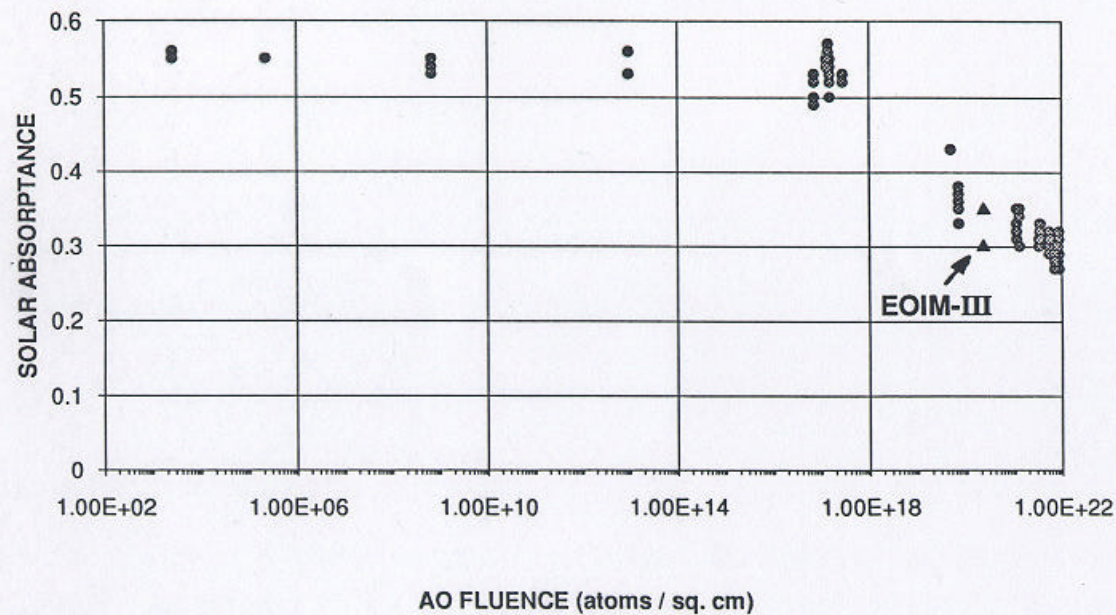 0.6
0.5
0.4
0.3
0.2
0.1
0
SOLAR ABSORPTANCE
EOIM-III
1.00E+02 1.00E+06 1.00E+10 1.00E+14 1.00E+18 1.00E+22
AO FLUENCE (atoms / sq. cm)